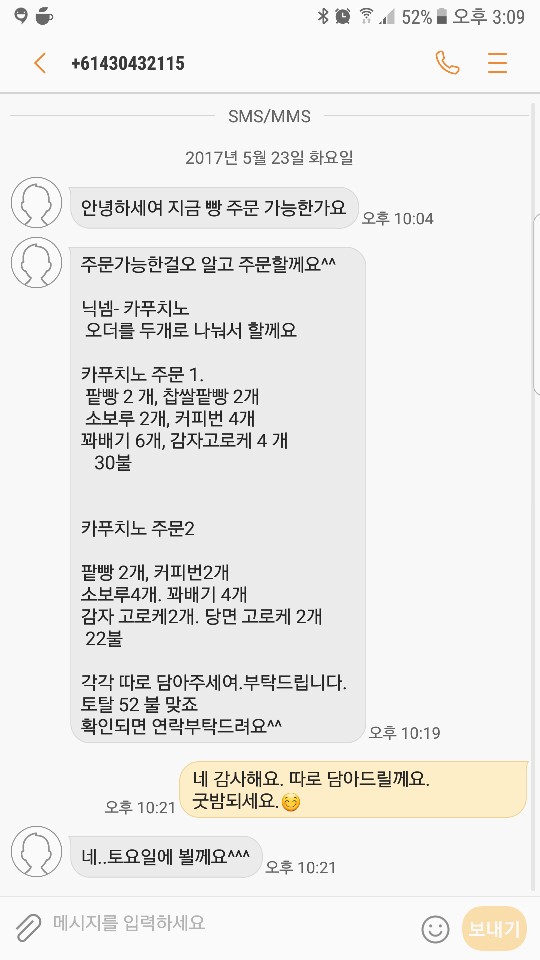 52% 오후 3:09
+61430432115
SMS/MMS
2017년 5월 23일 화요일
안녕하세여 지금 빵 주문 가능한가요
오후 10:04
주문가능한걸오 알고 주문할께요^^
닉넴- 카푸치노
오더를 두개로 나눠서 할께요
카푸치노 주문 1.
팥빵 2 개, 찹쌀팥빵 2개
소보루 2개, 커피번 4개
꽈배기 6개, 감자고로케 4 개
30불
카푸치노 주문2
팥빵 2개, 커피번2개
소보루4개. 꽈배기 4개
감자 고로케2개. 당면 고로케 2개
22불
각각 따로 담아주세여.부탁드립니다.
토탈 52 불 맞죠
확인되면 연락부탁드려요^^
오후 10:19
네 감사해요. 따로 담아드릴께요.
굿밤되세요.😊
오후 10:21
네..토요일에 뵐께요^^^
오후 10:21
메시지를 입력하세요
보내기